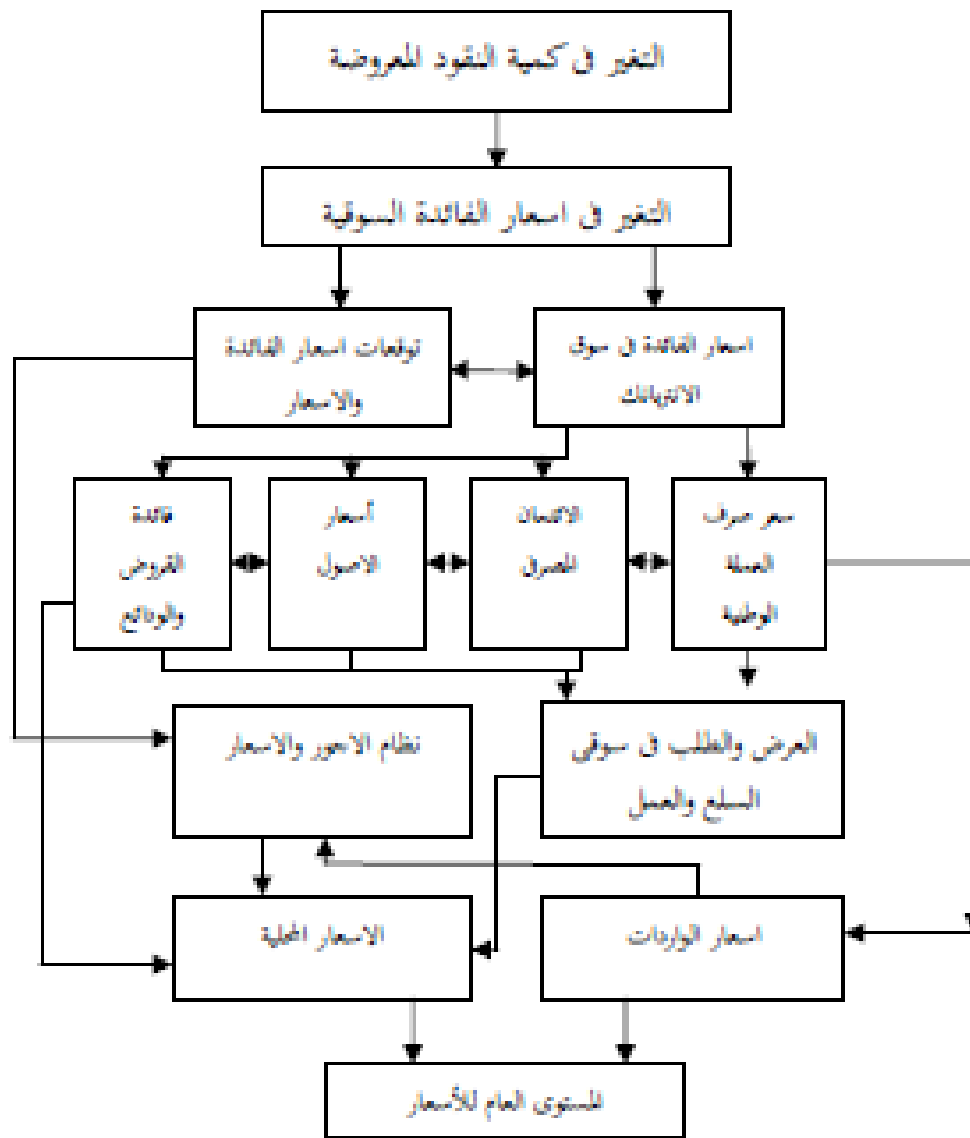 التغير في كمية النقود المعروضة
التغير في اسعار الفائدة السوقية
اسعار الفائدة في سوق
الانتربانك
توقعات اسعار الفائدة
والاسعار
سعر صرف
العملة
الوطنية
الائتمان
المصرفي
أسعار
الاصول
فائدة
القروض
والودائع
العرض والطلب في سوقي
السلع والعمل
نظام الاجور والاسعار
اسعار الواردات
الاسعار المحلية
المستوى العام للأسعار